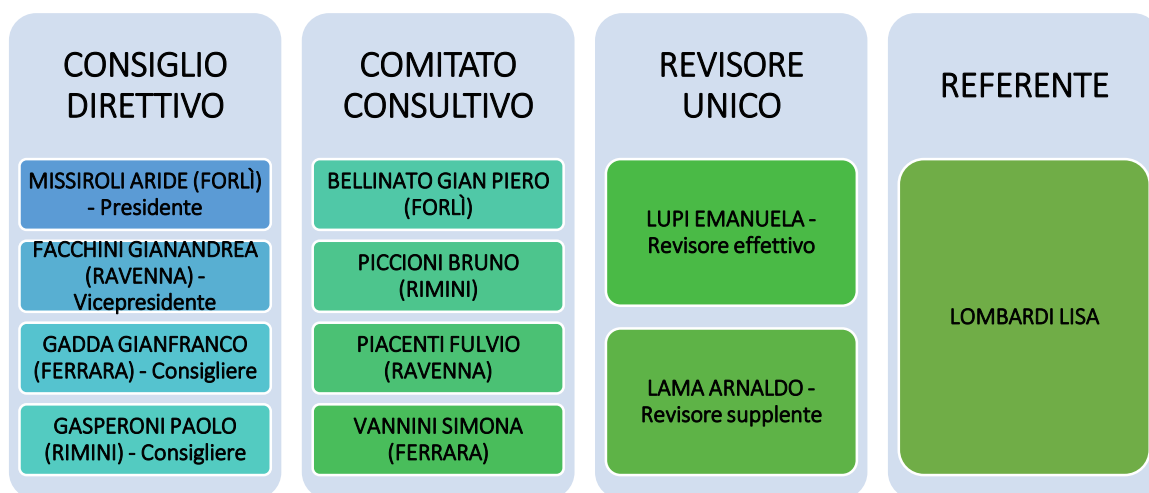 CONSIGLIO
DIRETTIVO
MISSIROLI ARIDE (FORLÌ)
- Presidente
FACCHINI GIANANDREA
(RAVENNA) -
Vicepresidente
GADDA GIANFRANCO
(FERRARA) - Consigliere
GASPERONI PAOLO
(RIMINI) - Consigliere
COMITATO
CONSULTIVO
BELLINATO GIAN PIERO
(FORLÌ)
PICCIONI BRUNO
(RIMINI)
PIACENTI FULVIO
(RAVENNA)
VANNINI SIMONA
(FERRARA)
REVISORE
UNICO
LUPI EMANUELA -
Revisore effettivo
LAMA ARNALDO -
Revisore supplente
REFERENTE
LOMBARDI LISA